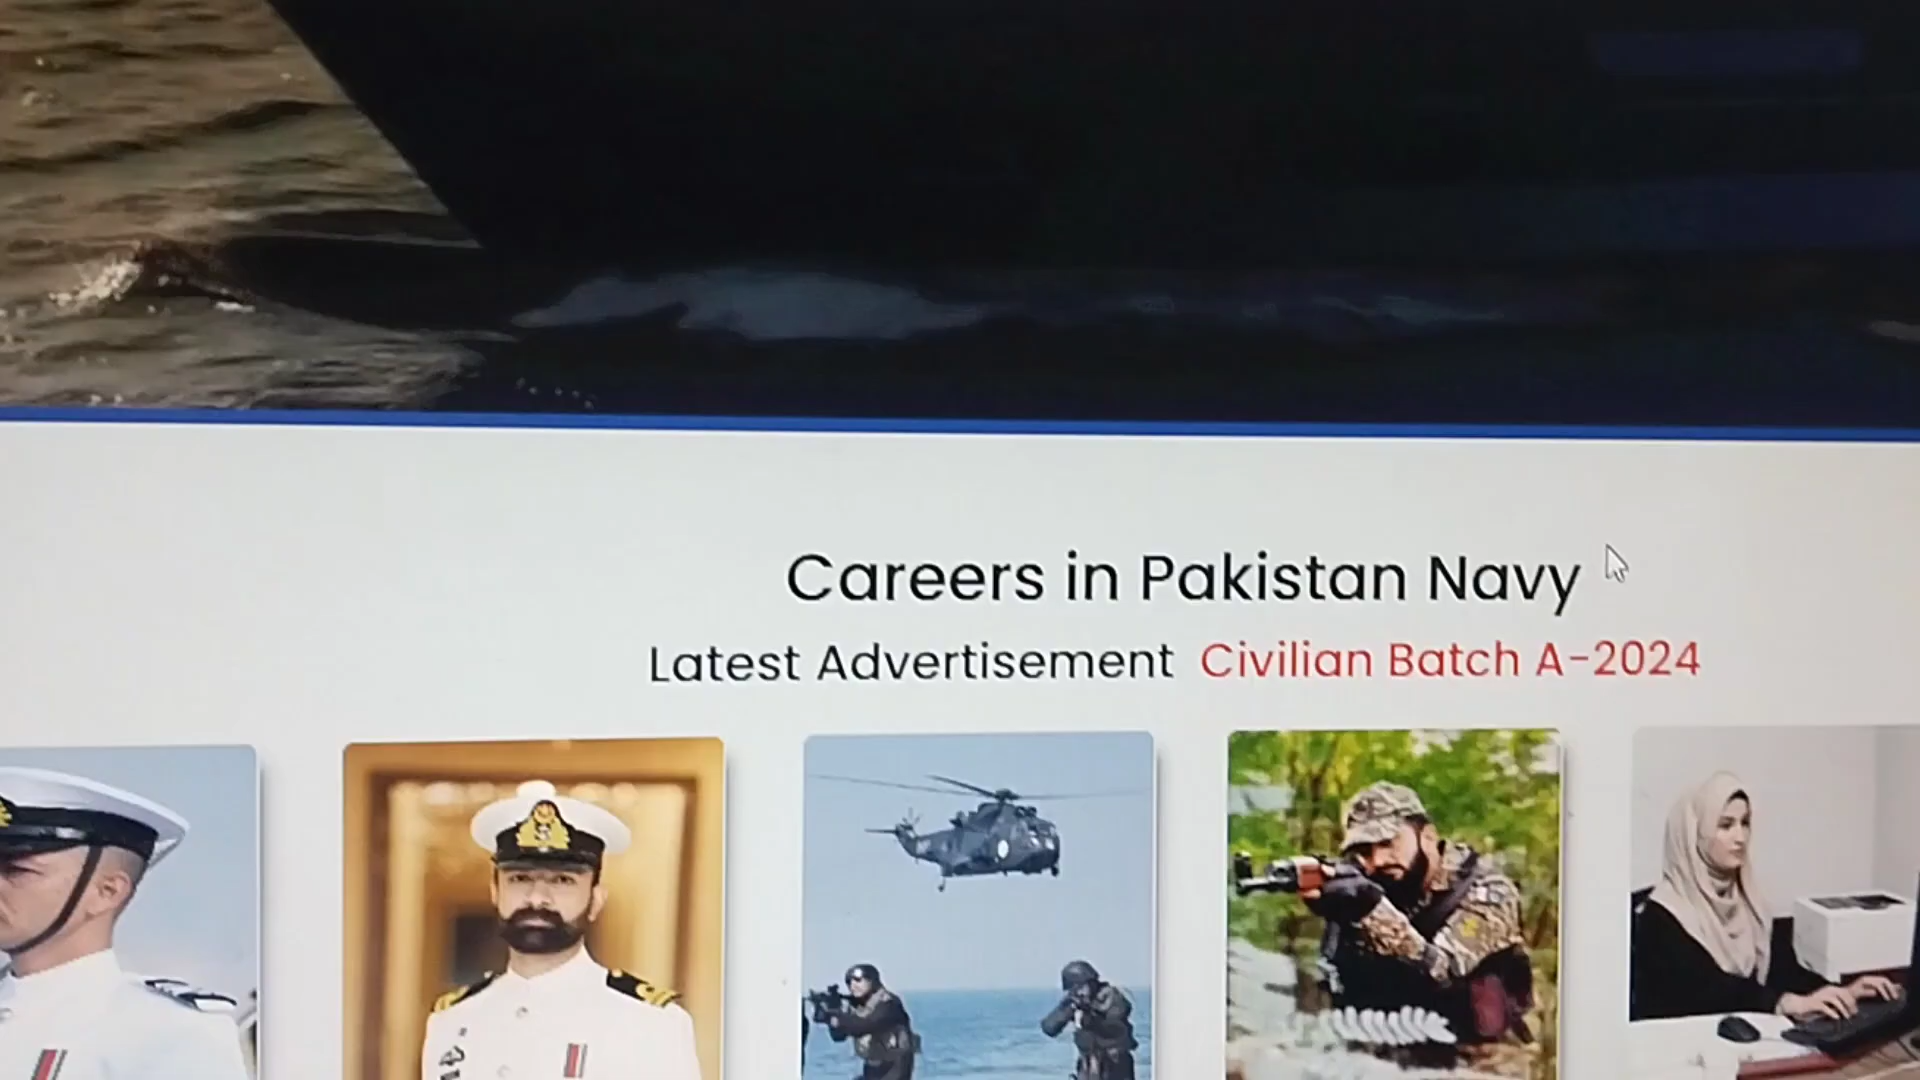 Careers in Pakistan Navy
Latest Advertisement Civilian Batch A-2024